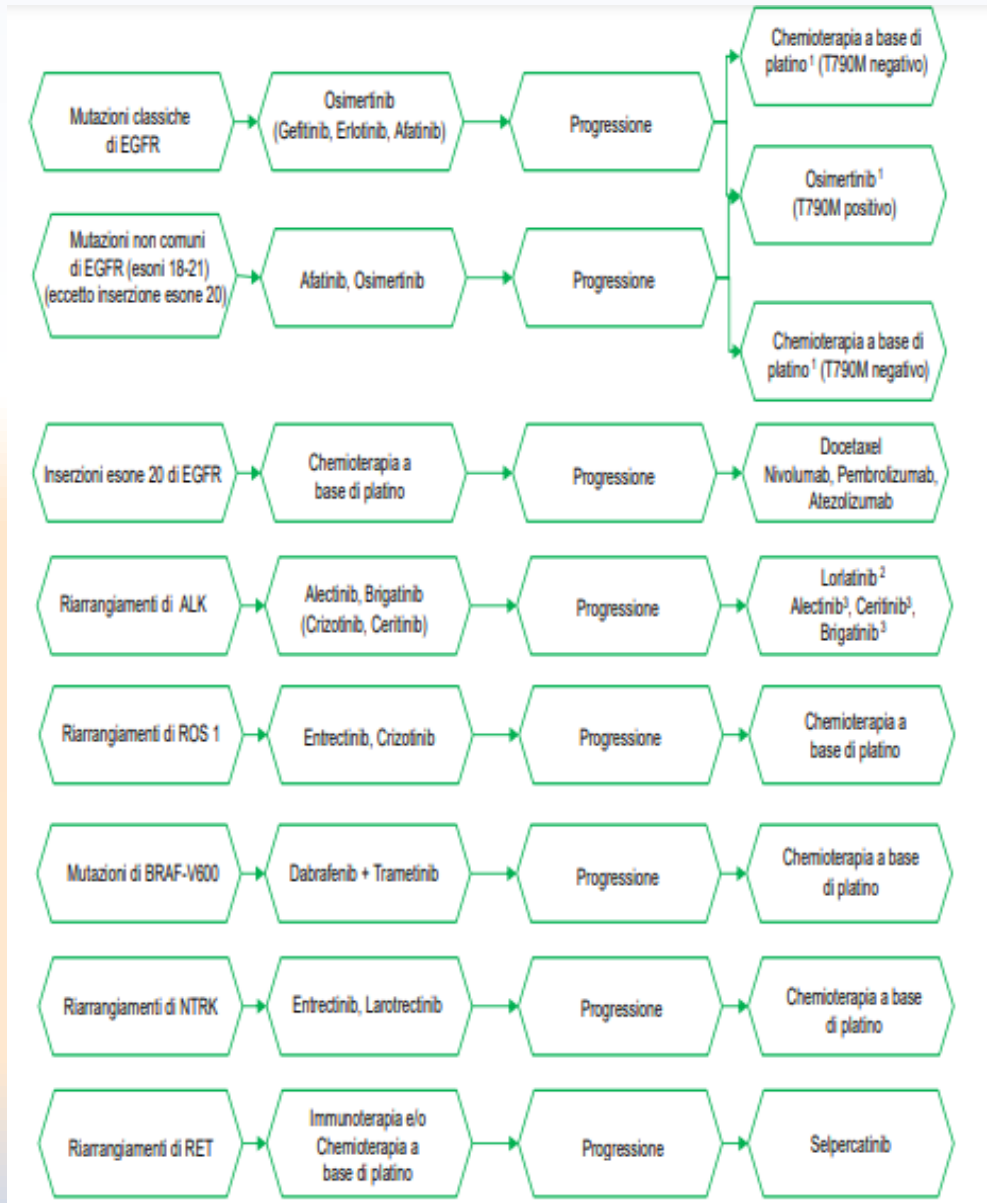 Mutazioni classiche
di EGFR
Osimertinib
(Gefitinib, Erlotinib, Afatinib)
Progressione
Chemioterapia a base di
platino ¹ (T790M negativo)
Osimertinib ¹
(T790M positivo)
Mutazioni non comuni
di EGFR (esoni 18-21)
(eccetto inserzione esone 20)
Afatinib, Osimertinib
Progressione
Chemioterapia a base di
platino ¹ (T790M negativo)
Inserzioni esone 20 di EGFR
Chemioterapia a
base di platino
Progressione
Docetaxel
Nivolumab, Pembrolizumab,
Atezolizumab
Riarrangiamenti di ALK
Alectinib, Brigatinib
(Crizotinib, Ceritinib)
Progressione
Lorlatinib ²
Alectinib³, Ceritinib³,
Brigatinib ³
Riarrangiamenti di ROS 1
Entrectinib, Crizotinib
Progressione
Chemioterapia a
base di platino
Mutazioni di BRAF-V600
Dabrafenib + Trametinib
Progressione
Chemioterapia a base
di platino
Riarrangiamenti di NTRK
Entrectinib, Larotrectinib
Progressione
Chemioterapia a base
di platino
Riarrangiamenti di RET
Immunoterapia e/o
Chemioterapia a
base di platino
Progressione
Selpercatinib